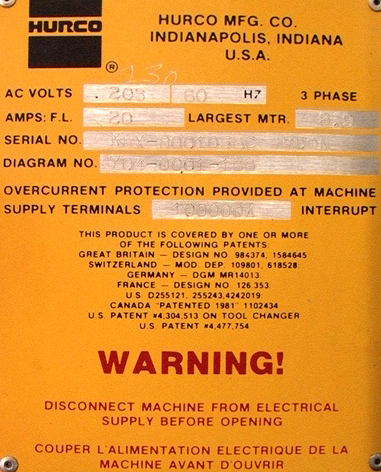 HURCO
®
HURCO MFG. CO.
INDIANAPOLIS, INDIANA
U.S.A.
230
AC VOLTS 208 60 HZ 3 PHASE
AMPS: F.L. 20 LARGEST MTR.
SERIAL NO.
DIAGRAM NO.
OVERCURRENT PROTECTION PROVIDED AT MACHINE
SUPPLY TERMINALS INTERRUPT
THIS PRODUCT IS COVERED BY ONE OR MORE
OF THE FOLLOWING PATENTS:
GREAT BRITAIN — DESIGN NO 984374, 1584645
SWITZERLAND — MOD. DEP. 109801, 618528
GERMANY — DGM MR14013
FRANCE — DESIGN NO 126.353
U.S. D255121, 255243,4242019
CANADA "PATENTED 1981" 1102434
U.S. PATENT #4,304,513 ON TOOL CHANGER
U.S. PATENT #4,477,754
WARNING!
DISCONNECT MACHINE FROM ELECTRICAL
SUPPLY BEFORE OPENING
COUPER L'ALIMENTATION ELECTRIQUE DE LA
MACHINE AVANT D'OUVRIR